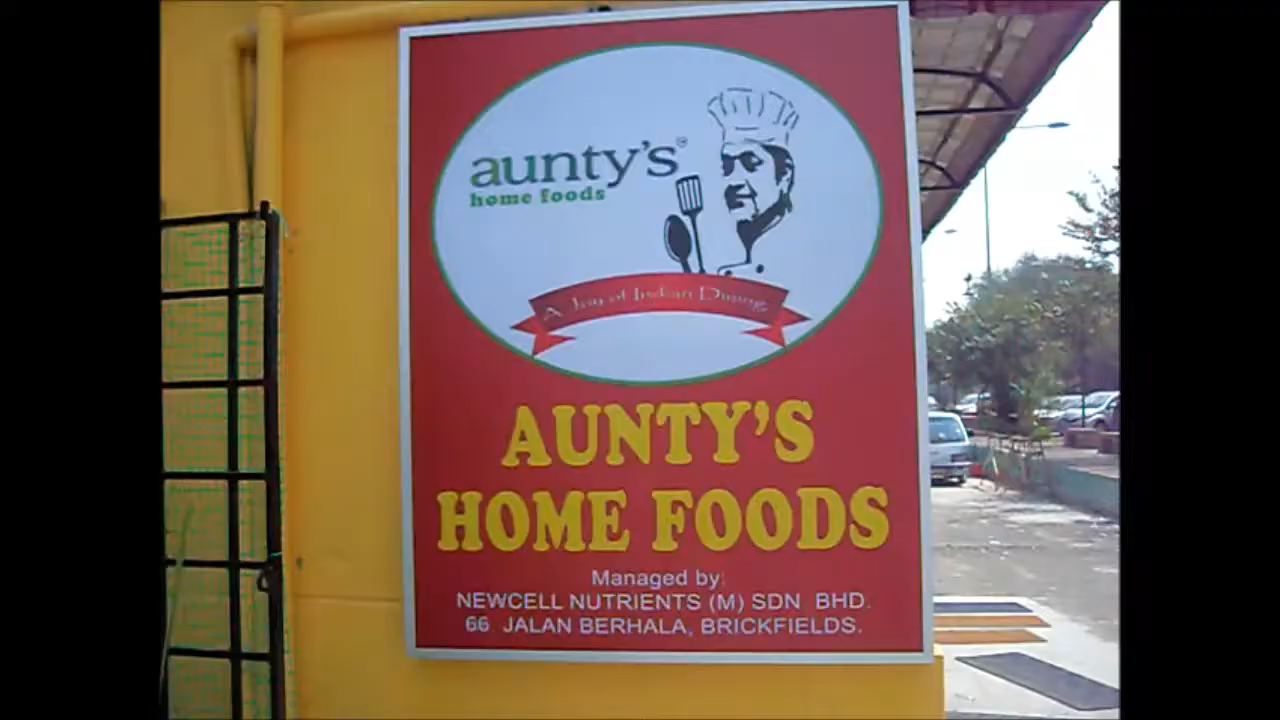 aunty's®
home foods
A Joy of Indian Dining
AUNTY'S
HOME FOODS
Managed by:
NEWCELL NUTRIENTS (M) SDN BHD.
66 JALAN BERHALA, BRICKFIELDS.